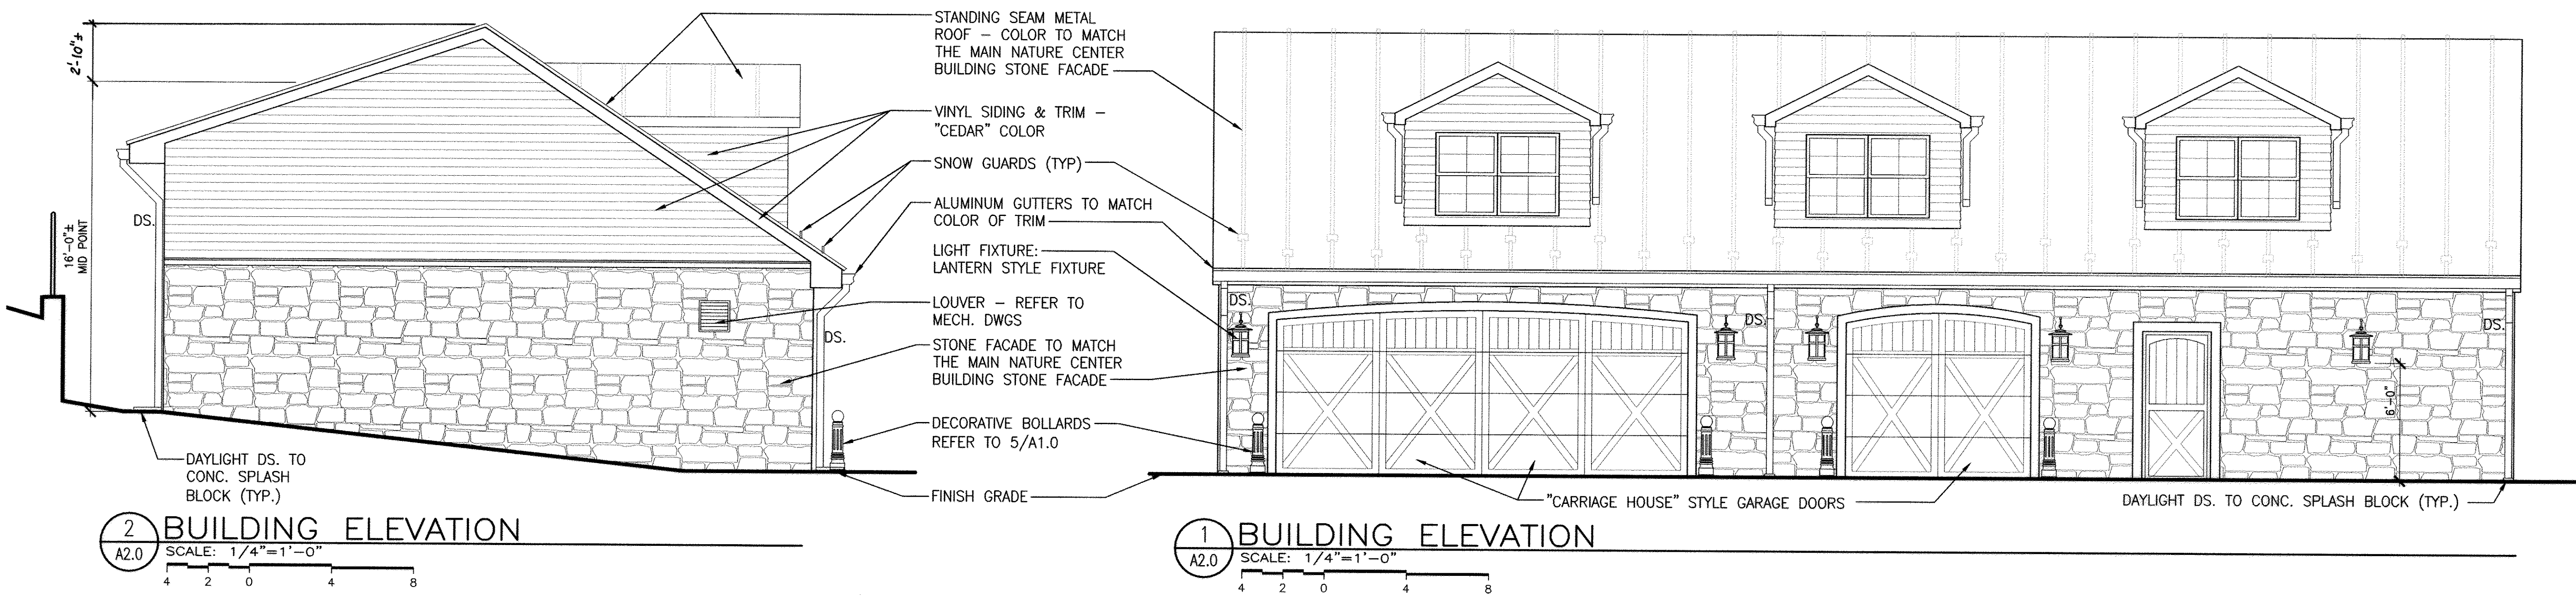 2'-10"±
16'-0"±
MID POINT
DS.
DS.
STANDING SEAM METAL
ROOF – COLOR TO MATCH
THE MAIN NATURE CENTER
BUILDING STONE FACADE
VINYL SIDING & TRIM –
"CEDAR" COLOR
SNOW GUARDS (TYP)
ALUMINUM GUTTERS TO MATCH
COLOR OF TRIM
LIGHT FIXTURE:
LANTERN STYLE FIXTURE
LOUVER – REFER TO
MECH. DWGS
STONE FACADE TO MATCH
THE MAIN NATURE CENTER
BUILDING STONE FACADE
DECORATIVE BOLLARDS
REFER TO 5/A1.0
FINISH GRADE
DAYLIGHT DS. TO
CONC. SPLASH
BLOCK (TYP.)
2
A2.0
BUILDING ELEVATION
SCALE: 1/4"=1'-0"
4 2 0 4 8
DS.
DS.
DS.
6'-0"
"CARRIAGE HOUSE" STYLE GARAGE DOORS
DAYLIGHT DS. TO CONC. SPLASH BLOCK (TYP.)
1
A2.0
BUILDING ELEVATION
SCALE: 1/4"=1'-0"
4 2 0 4 8